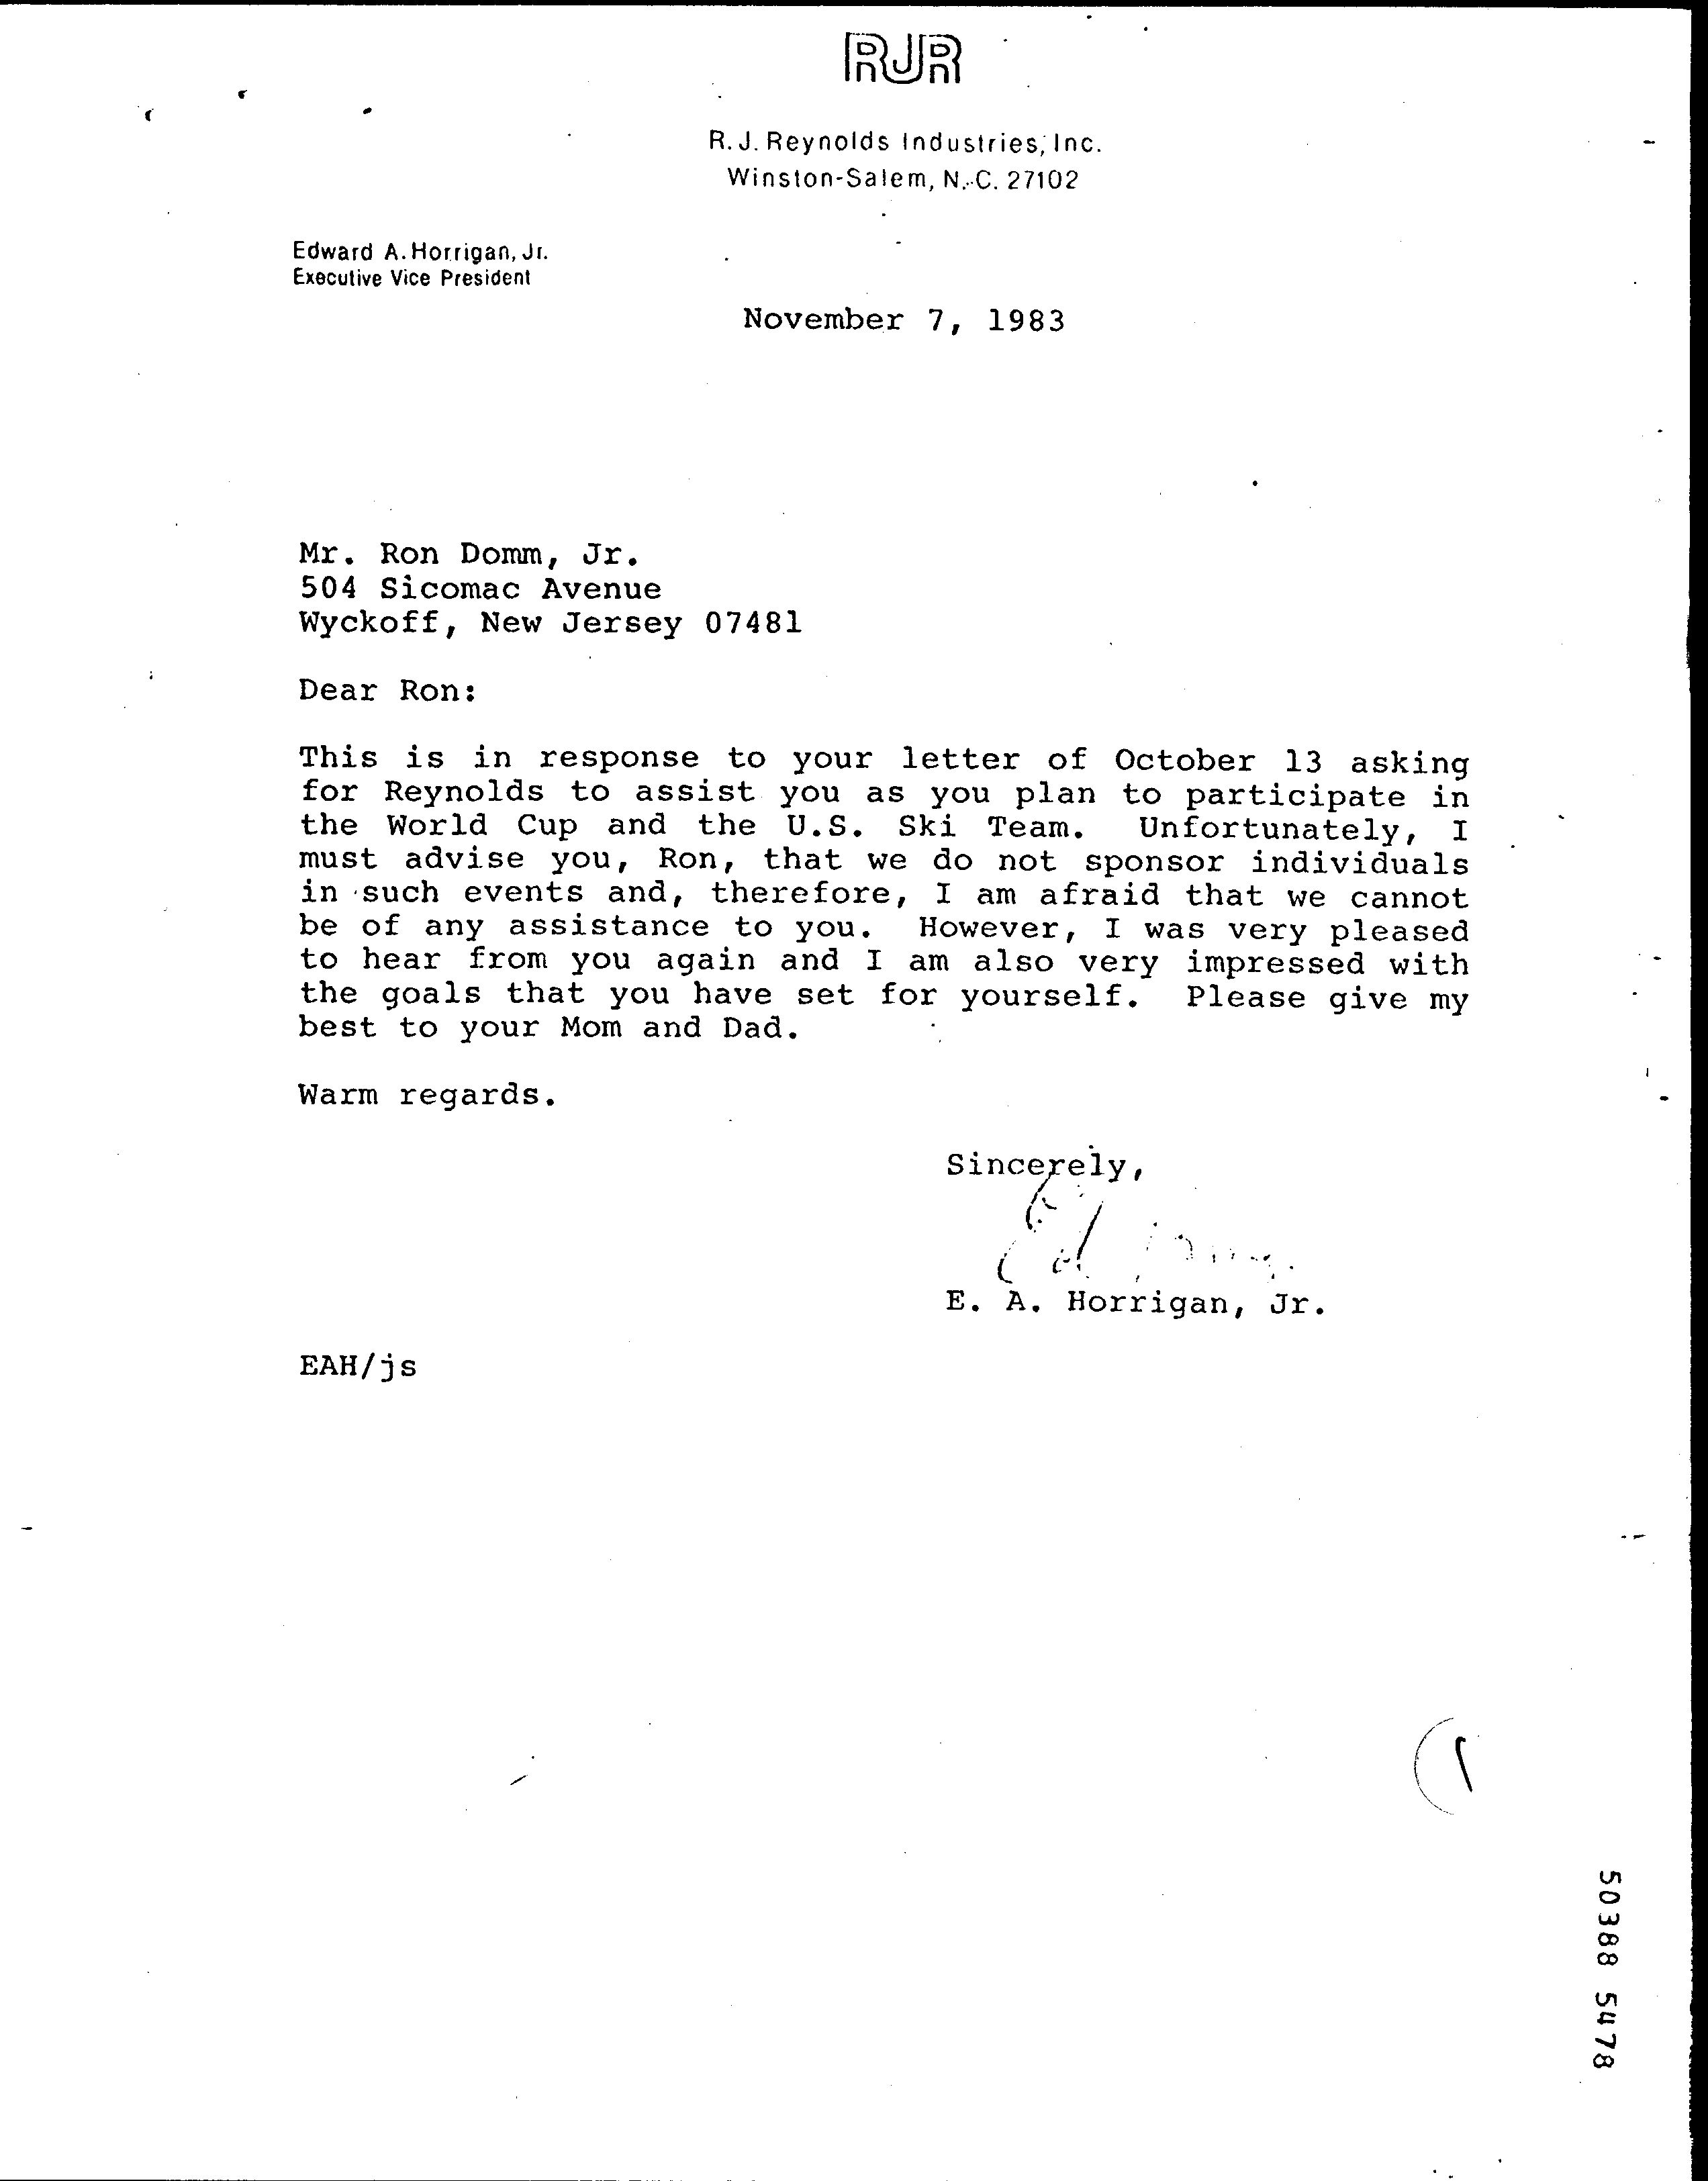 RJR
R. J. Reynolds Industries, Inc.
Winston-Salem, N. C. 27102
Edward A. Horrigan, Jr.
Executive Vice President
November 7, 1983
Mr. Ron Domm, Jr.
504 Sicomac Avenue
Wyckoff, New Jersey 07481
Dear Ron:
This is in response to your letter of October 13 asking
for Reynolds to assist you as you plan to participate in
the World Cup and the U.S. Ski Team. Unfortunately, I
must advise you, Ron, that we do not sponsor individuals
in such events and, therefore, I am afraid that we cannot
be of any assistance to you. However, I was very pleased
to hear from you again and I am also very impressed with
the goals that you have set for yourself. Please give my
best to your Mom and Dad.
Warm regards.
Sincerely,
Ed
E. A. Horrigan, Jr.
EAH/js
50388 5478